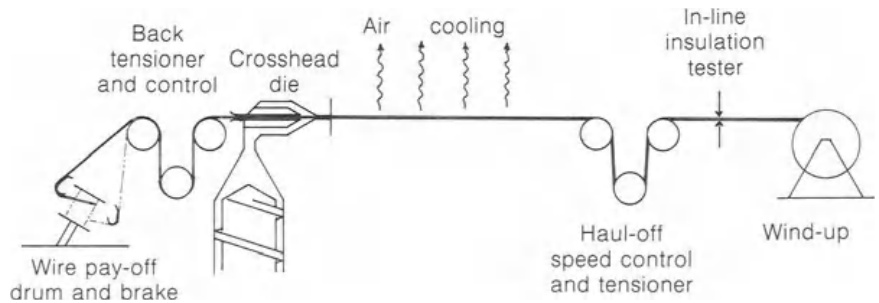 Back
tensioner
and control
Crosshead
die
Air cooling
In-line
insulation
tester
Wire pay-off
drum and brake
Haul-off
speed control
and tensioner
Wind-up